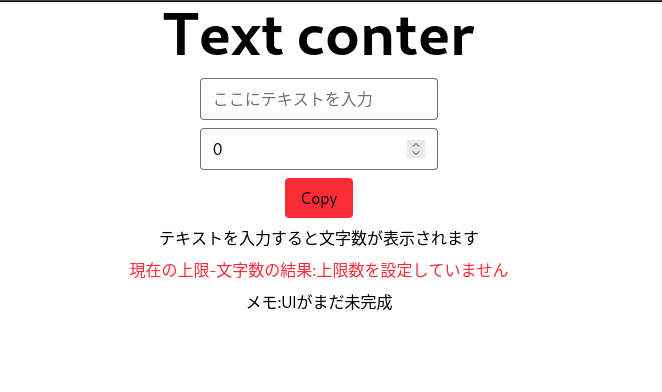 Text conter
ここにテキストを入力
0
Copy
テキストを入力すると文字数が表示されます
現在の上限-文字数の結果:上限数を設定していません
メモ:UIがまだ未完成